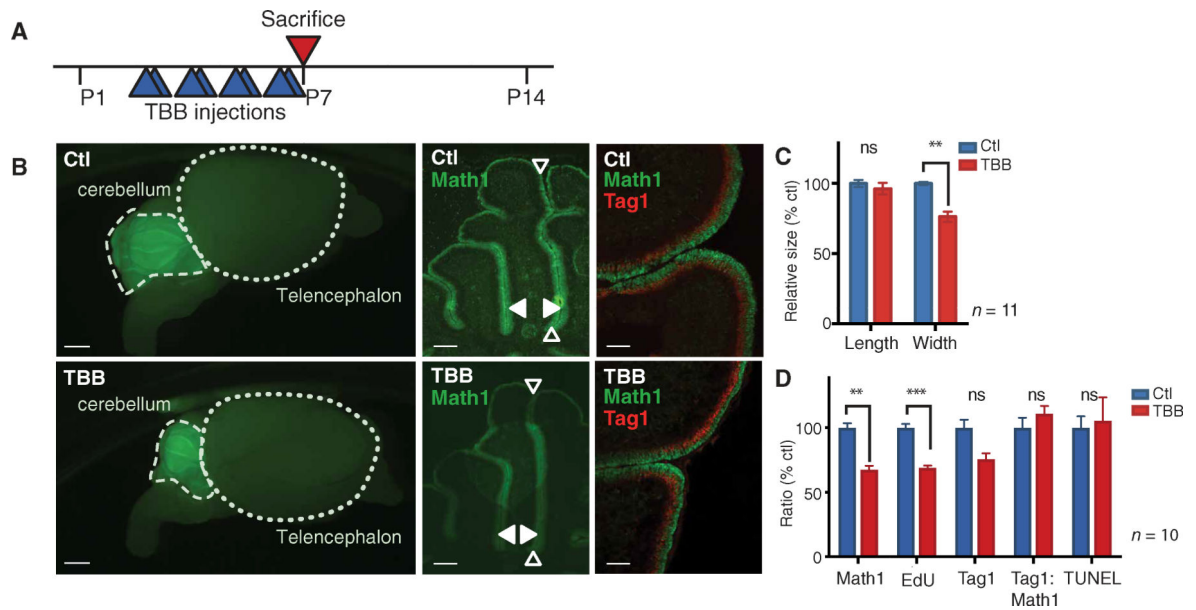 A
Sacrifice
P1
P7
P14
TBB injections
B
Ctl
cerebellum
Telencephalon
Ctl
Math1
Ctl
Math1
Tag1
TBB
cerebellum
Telencephalon
TBB
Math1
TBB
Math1
Tag1
C
Ctl
TBB
ns
**
Relative size (% ctl)
100
50
0
Length
Width
n = 11
D
Ctl
TBB
**
***
ns
ns
ns
Ratio (% ctl)
100
50
0
Math1
EdU
Tag1
Tag1:
Math1
TUNEL
n = 10